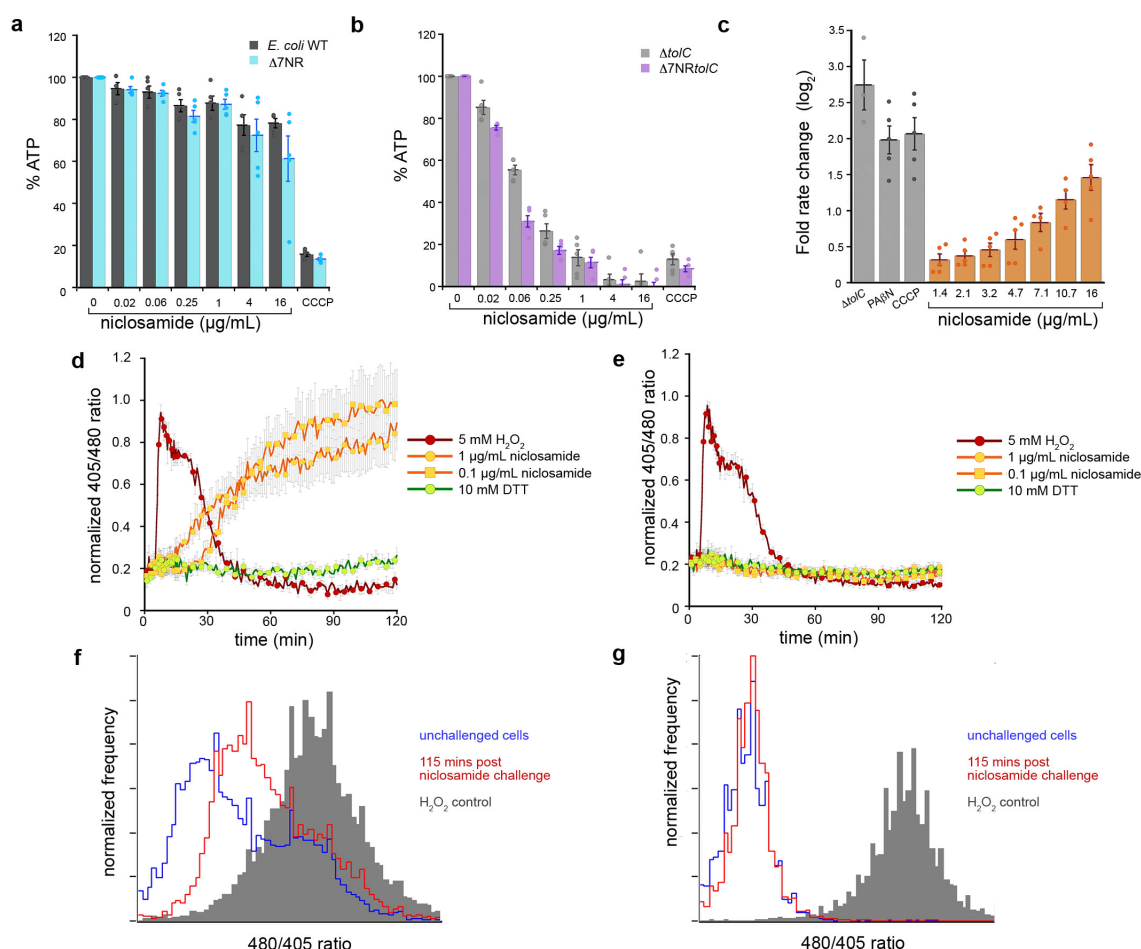 a
E. coli WT
Δ7NR
% ATP
120
100
80
60
40
20
0
0 0.02 0.06 0.25 1 4 16 CCCP
niclosamide (µg/mL)
b
ΔtolC
Δ7NRtolC
% ATP
120
100
80
60
40
20
0
0 0.02 0.06 0.25 1 4 16 CCCP
niclosamide (µg/mL)
c
Fold rate change (log₂)
3.5
3.0
2.5
2.0
1.5
1.0
0.5
0
ΔtolC PAβN CCCP 1.4 2.1 3.2 4.7 7.1 10.7 16
niclosamide (µg/mL)
d
normalized 405/480 ratio
1.2
1.0
0.8
0.6
0.4
0.2
0
0 30 60 90 120
time (min)
5 mM H₂O₂
1 µg/mL niclosamide
0.1 µg/mL niclosamide
10 mM DTT
e
normalized 405/480 ratio
1.2
1.0
0.8
0.6
0.4
0.2
0
0 30 60 90 120
time (min)
5 mM H₂O₂
1 µg/mL niclosamide
0.1 µg/mL niclosamide
10 mM DTT
f
normalized frequency
unchallenged cells
115 mins post
niclosamide challenge
H₂O₂ control
480/405 ratio
g
normalized frequency
unchallenged cells
115 mins post
niclosamide challenge
H₂O₂ control
480/405 ratio